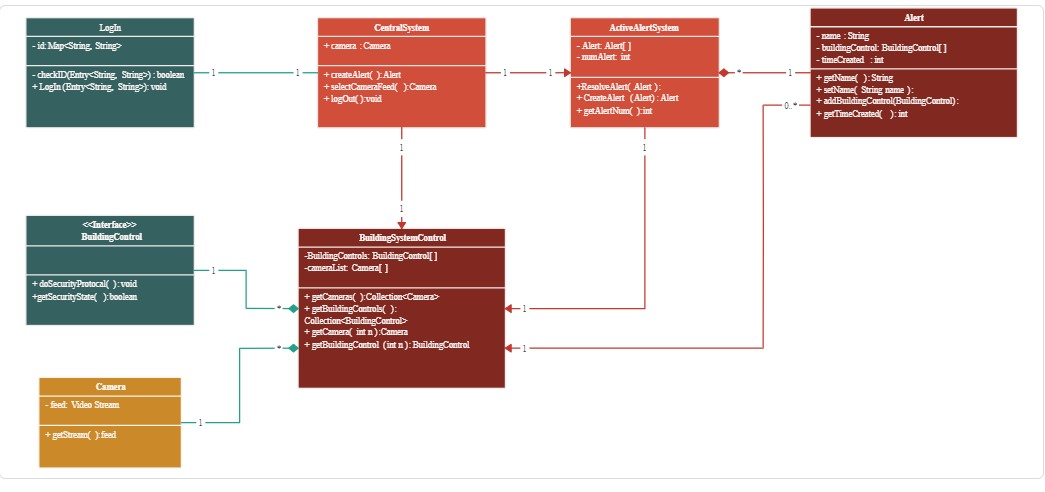 LogIn
- id: Map<String, String>
- checkID(Entry<String, String>) : boolean
+ LogIn (Entry<String, String>): void
1
1
CentralSystem
+ camera : Camera
+ createAlert( ): Alert
+ selectCameraFeed( ): Camera
+ logOut( ): void
1
1
ActiveAlertSystem
- Alert: Alert[ ]
- numAlert: int
+ResolveAlert( Alert ):
+ CreateAlert (Alert) : Alert
+ getAlertNum( ): int
*
1
Alert
- name : String
- buildingControl: BuildingControl[ ]
- timeCreated : int
+ getName( ): String
+ setName( String name ):
+ addBuildingControl(BuildingControl):
+ getTimeCreated( ): int
0..*
1
1
1
<<Interface>>
BuildingControl
+ doSecurityProtocal( ): void
+getSecurityState( ): boolean
1
*
BuildingSystemControl
-BuildingControls: BuildingControl[ ]
-cameraList: Camera[ ]
+ getCameras( ): Collection<Camera>
+ getBuildingControls( ):
Collection<BuildingControl>
+ getCamera( int n ): Camera
+ getBuildingControl (int n): BuildingControl
1
1
*
Camera
- feed: Video Stream
+ getStream( ): feed
1